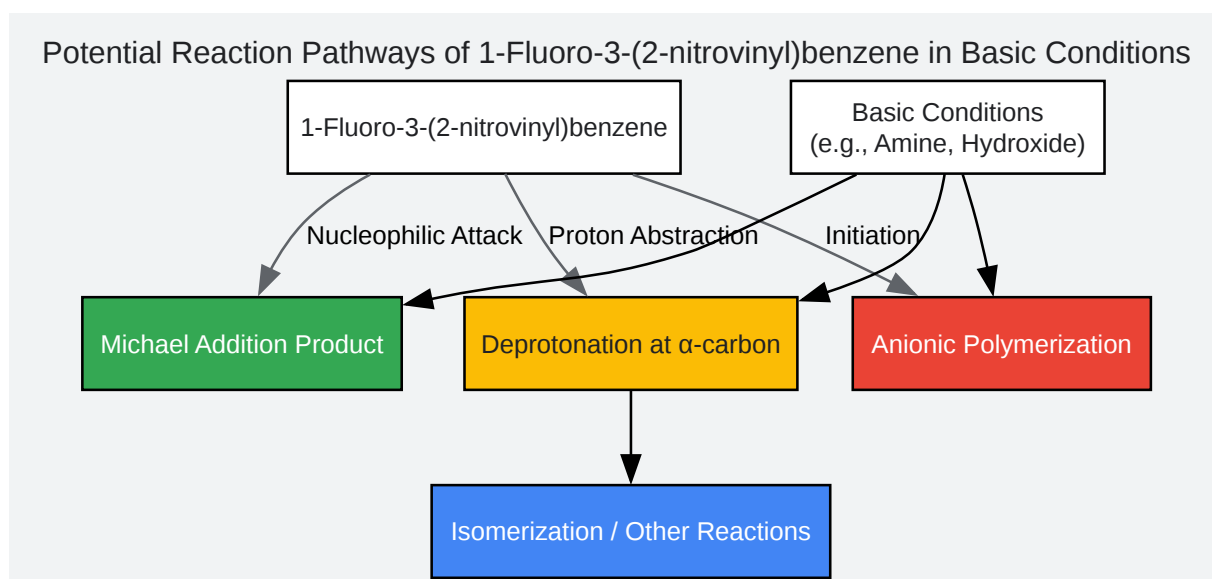 Potential Reaction Pathways of 1-Fluoro-3-(2-nitrovinyl)benzene in Basic Conditions
1-Fluoro-3-(2-nitrovinyl)benzene
Basic Conditions
(e.g., Amine, Hydroxide)
Nucleophilic Attack
Proton Abstraction
Initiation
Michael Addition Product
Deprotonation at α-carbon
Anionic Polymerization
Isomerization / Other Reactions